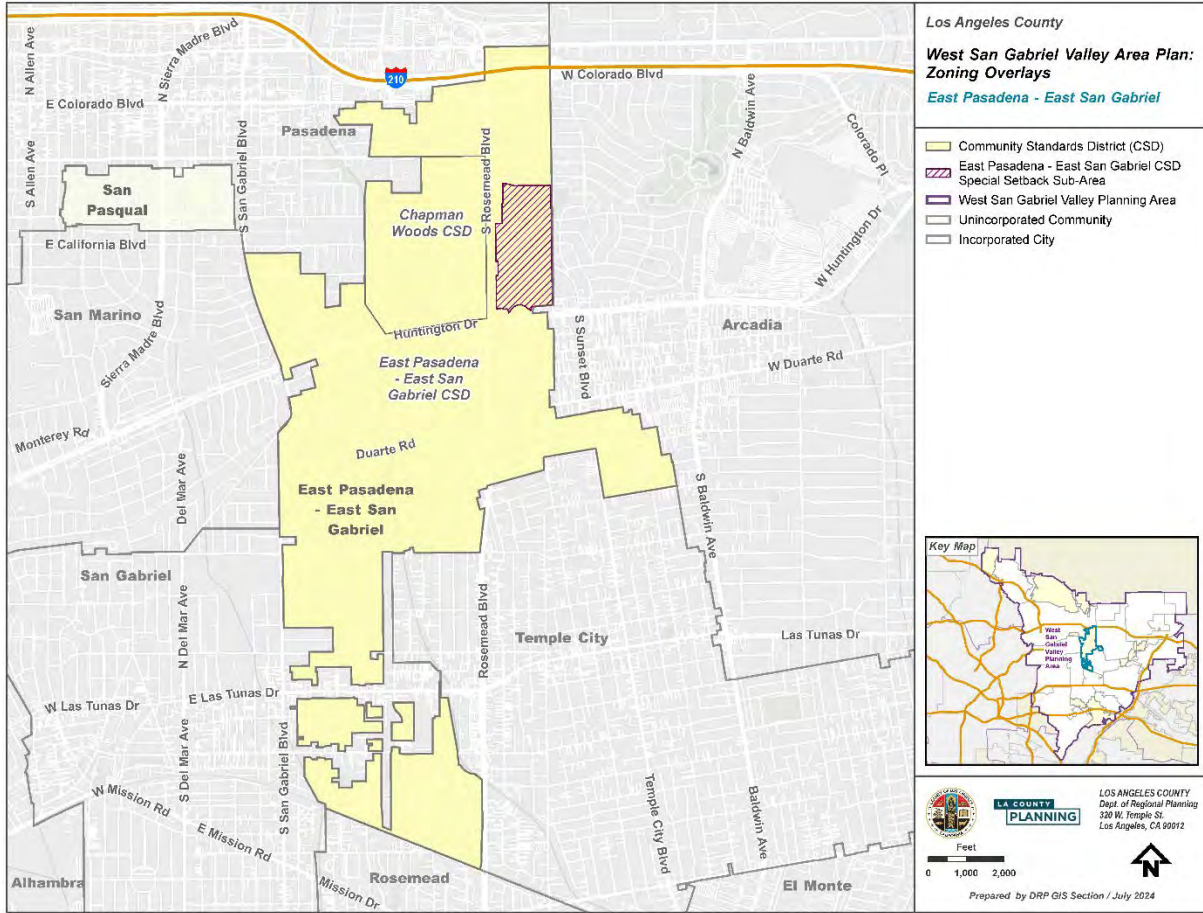 N Allen Ave
N Sierra Madre Blvd
210
W Colorado Blvd
E Colorado Blvd
Pasadena
S Allen Ave
S San Gabriel Blvd
S Rosemead Blvd
N Baldwin Ave
Colorado Pl
San
Pasqual
Chapman
Woods CSD
E California Blvd
W Huntington Dr
San Marino
Sierra Madre Blvd
Huntington Dr
S Sunset Blvd
Arcadia
East Pasadena
- East San
Gabriel CSD
W Duarte Rd
Monterey Rd
Duarte Rd
Del Mar Ave
East Pasadena
- East San
Gabriel
S Baldwin Ave
San Gabriel
N Del Mar Ave
Rosemead Blvd
Temple City
Las Tunas Dr
E Las Tunas Dr
W Las Tunas Dr
S Del Mar Ave
S San Gabriel Blvd
W Mission Rd
E Mission Rd
Temple City Blvd
Baldwin Ave
Alhambra
Mission Dr
Rosemead
El Monte
Los Angeles County
West San Gabriel Valley Area Plan:
Zoning Overlays
East Pasadena - East San Gabriel
Community Standards District (CSD)
East Pasadena - East San Gabriel CSD
Special Setback Sub-Area
West San Gabriel Valley Planning Area
Unincorporated Community
Incorporated City
Key Map
West
San
Gabriel
Valley
Planning
Area
LA COUNTY
PLANNING
LOS ANGELES COUNTY
Dept. of Regional Planning
320 W. Temple St.
Los Angeles, CA 90012
Feet
0 1,000 2,000
N
Prepared by DRP GIS Section / July 2024